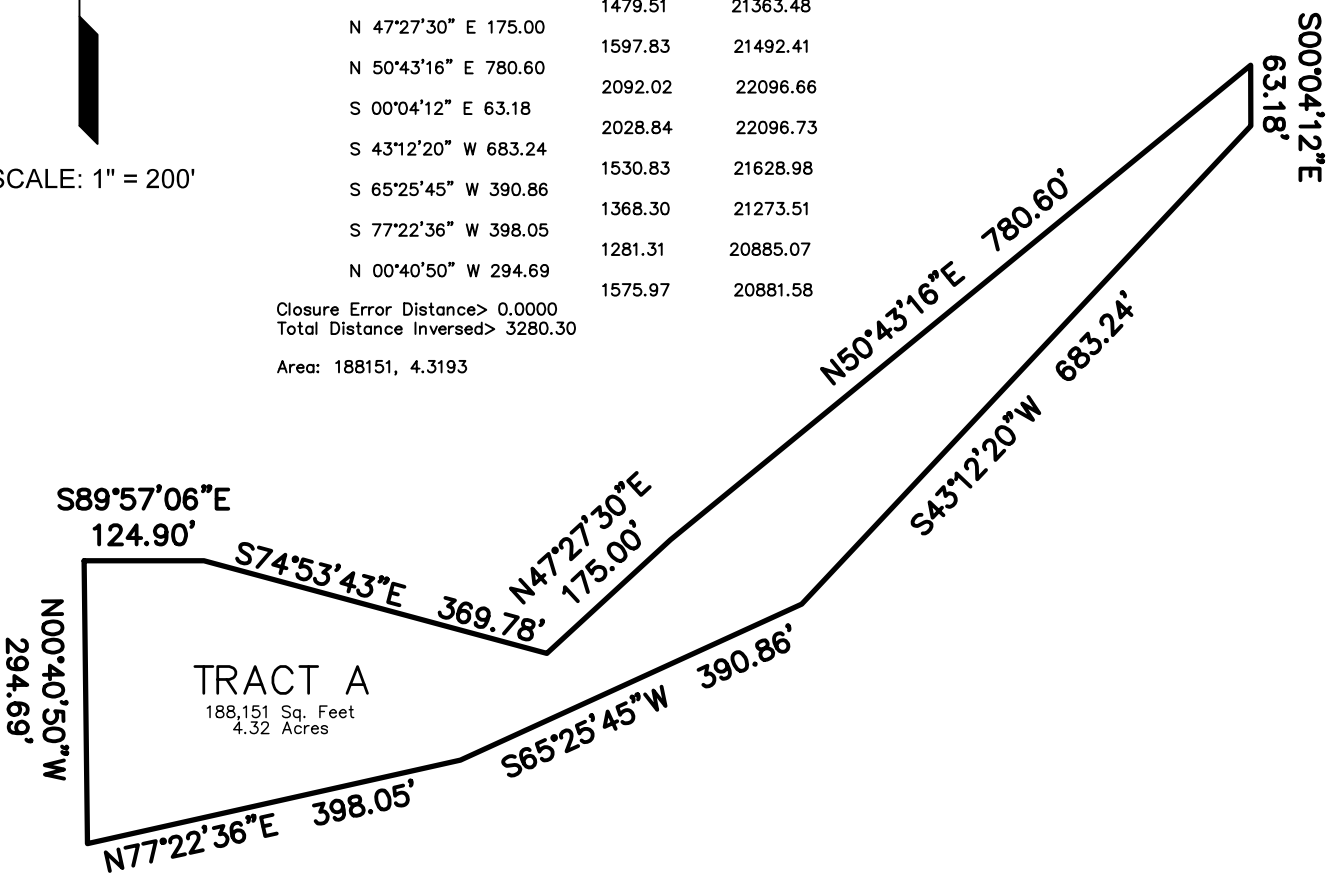 1479.51 21363.48
N 47°27'30" E 175.00
1597.83 21492.41
N 50°43'16" E 780.60
2092.02 22096.66
S 00°04'12" E 63.18
2028.84 22096.73
S 43°12'20" W 683.24
1530.83 21628.98
S 65°25'45" W 390.86
1368.30 21273.51
S 77°22'36" W 398.05
1281.31 20885.07
N 00°40'50" W 294.69
1575.97 20881.58
Closure Error Distance> 0.0000
Total Distance Inversed> 3280.30
Area: 188151, 4.3193
SCALE: 1" = 200'
S00°04'12"E
63.18'
N50°43'16"E 780.60'
S43°12'20"W 683.24'
N47°27'30"E
175.00'
S89°57'06"E
124.90'
S74°53'43"E 369.78'
N00°40'50"W
294.69'
TRACT A
188,151 Sq. Feet
4.32 Acres
S65°25'45"W 390.86'
N77°22'36"E 398.05'